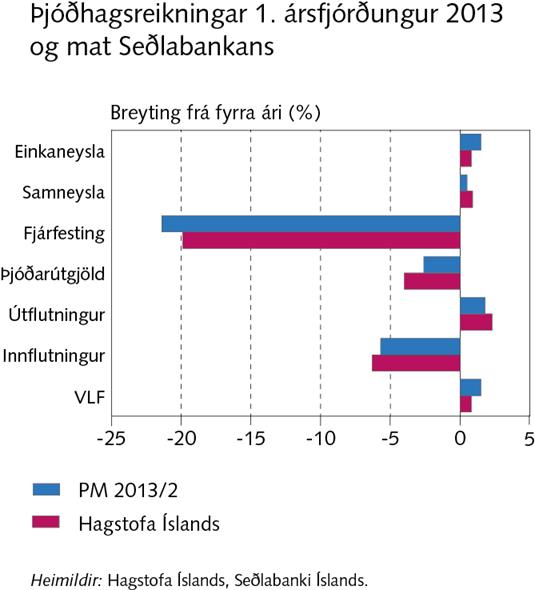 Þjóðhagsreikningar 1. ársfjórðungur 2013
og mat Seðlabankans
Breyting frá fyrra ári (%)
Einkaneysla
Samneysla
Fjárfesting
Þjóðarútgjöld
Útflutningur
Innflutningur
VLF
-25 -20 -15 -10 -5 0 5
PM 2013/2
Hagstofa Íslands
Heimildir: Hagstofa Íslands, Seðlabanki Íslands.